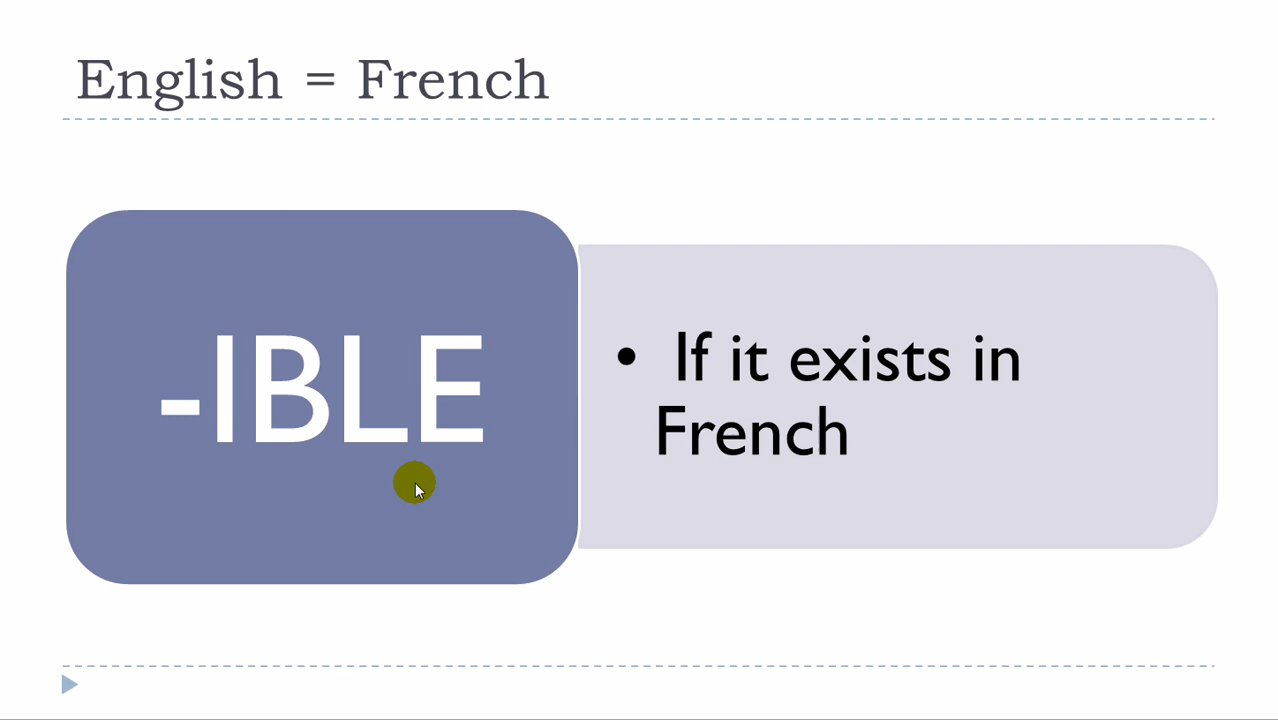 English = French
-IBLE
• If it exists in
French